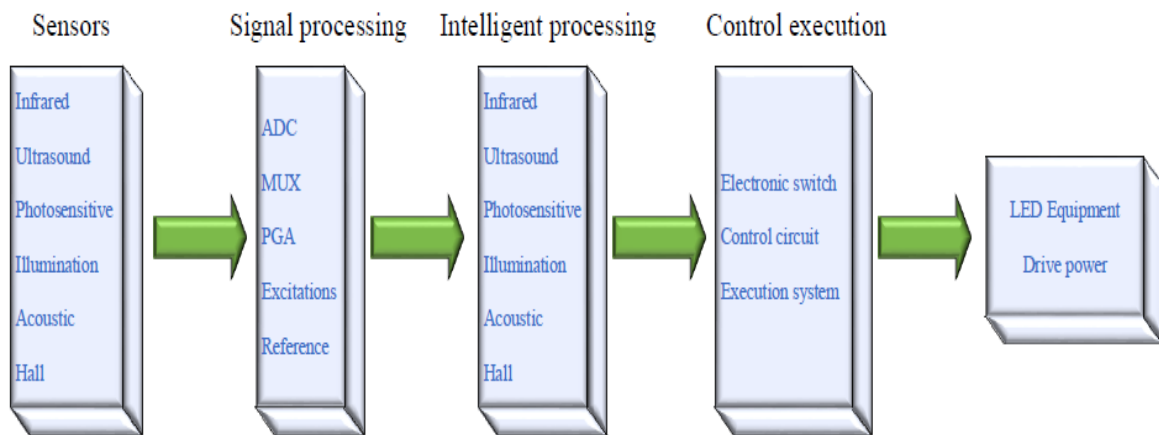 Sensors
Signal processing
Intelligent processing
Control execution
Infrared
Ultrasound
Photosensitive
Illumination
Acoustic
Hall
ADC
MUX
PGA
Excitations
Reference
Infrared
Ultrasound
Photosensitive
Illumination
Acoustic
Hall
Electronic switch
Control circuit
Execution system
LED Equipment
Drive power